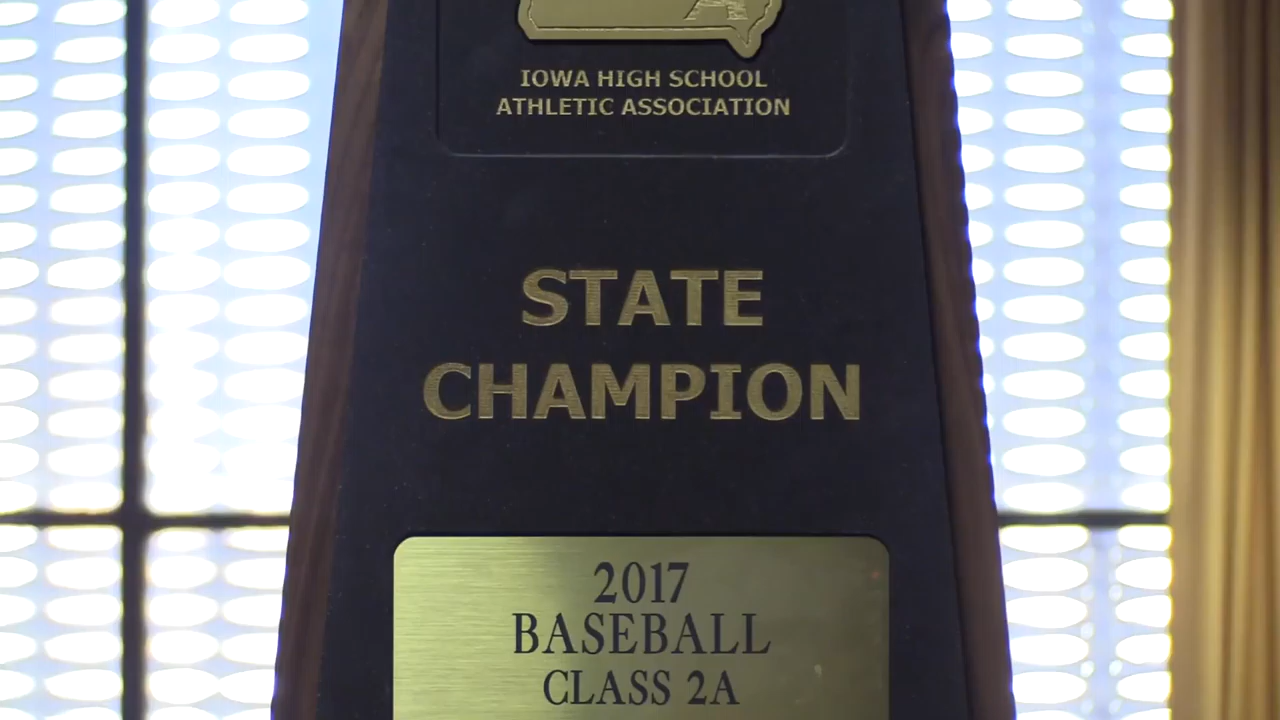 IOWA HIGH SCHOOL
ATHLETIC ASSOCIATION
STATE
CHAMPION
2017
BASEBALL
CLASS 2A